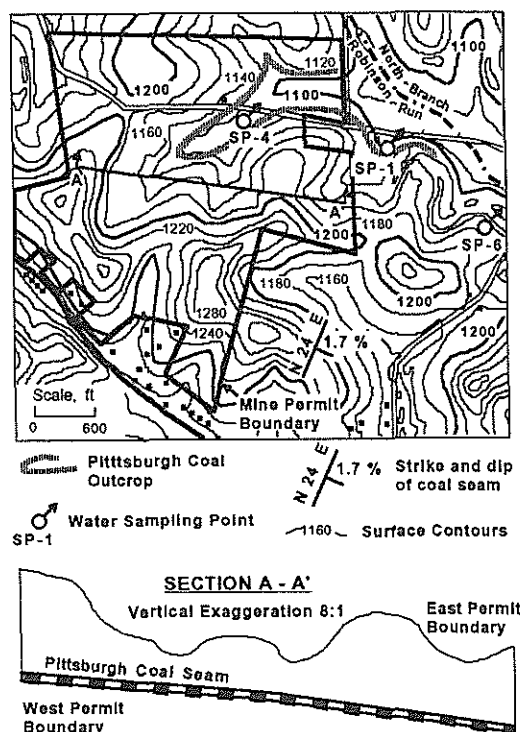 1140
1120
1100
1200
1100
North Branch
Robinson Run
1160
SP-4
SP-1
A
A'
1180
1220
1200
SP-6
1180
1160
1200
1280
1240
N 24 E
1.7 %
1200
Scale, ft
0 600
Mine Permit
Boundary
Pitttsburgh Coal
Outcrop
N 24 E
1.7 %
Strike and dip
of coal seam
SP-1
Water Sampling Point
1160
Surface Contours
SECTION A - A'
Vertical Exaggeration 8:1
East Permit
Boundary
Pittsburgh Coal Seam
West Permit
Boundary